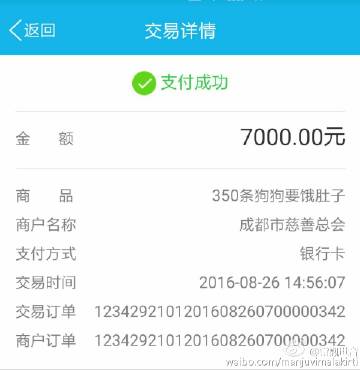 返回
交易详情
支付成功
金 额 7000.00元
商 品 350条狗狗要饿肚子
商户名称 成都市慈善总会
支付方式 银行卡
交易时间 2016-08-26 14:56:07
交易订单 1234292101201608260700000342
商户订单 1234292101201608260700000342